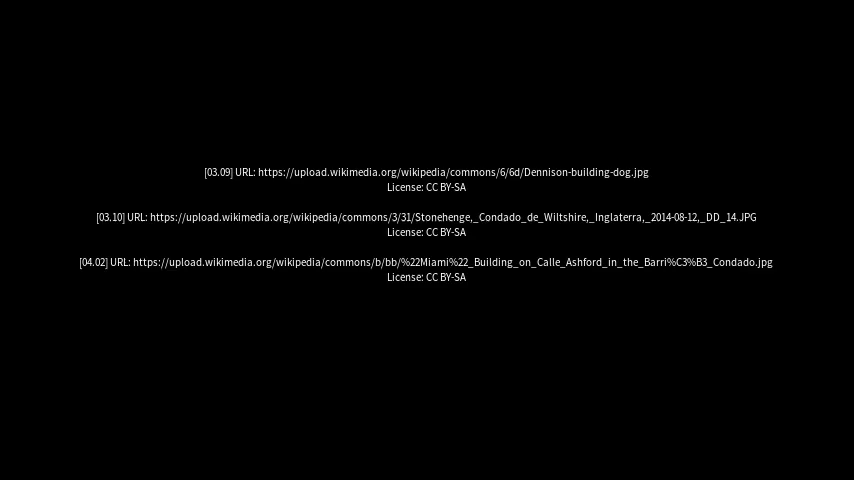 [03.09] URL: https://upload.wikimedia.org/wikipedia/commons/6/6d/Dennison-building-dog.jpg
License: CC BY-SA
[03.10] URL: https://upload.wikimedia.org/wikipedia/commons/3/31/Stonehenge,_Condado_de_Wiltshire,_Inglaterra,_2014-08-12,_DD_14.JPG
License: CC BY-SA
[04.02] URL: https://upload.wikimedia.org/wikipedia/commons/b/bb/%22Miami%22_Building_on_Calle_Ashford_in_the_Barri%C3%B3_Condado.jpg
License: CC BY-SA